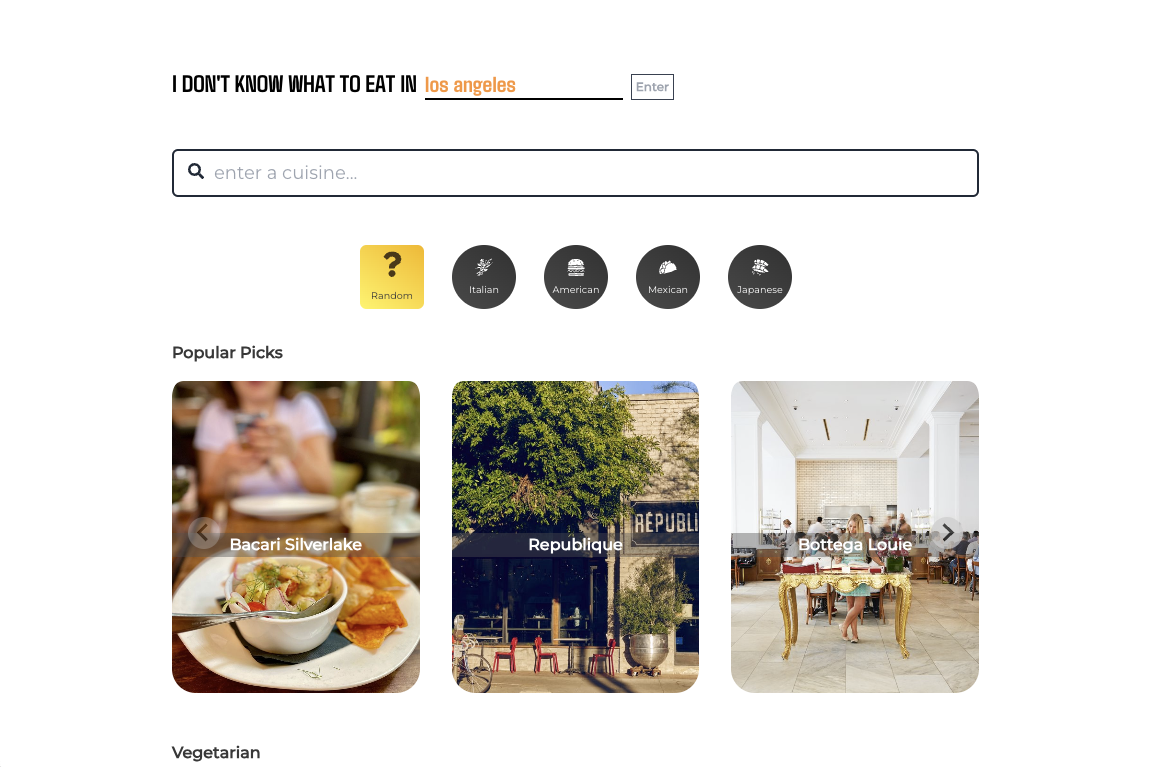 I DON'T KNOW WHAT TO EAT IN los angeles Enter
enter a cuisine...
?
Random Italian American Mexican Japanese
Popular Picks
RÉPUBLI
Bacari Silverlake Republique Bottega Louie
Vegetarian